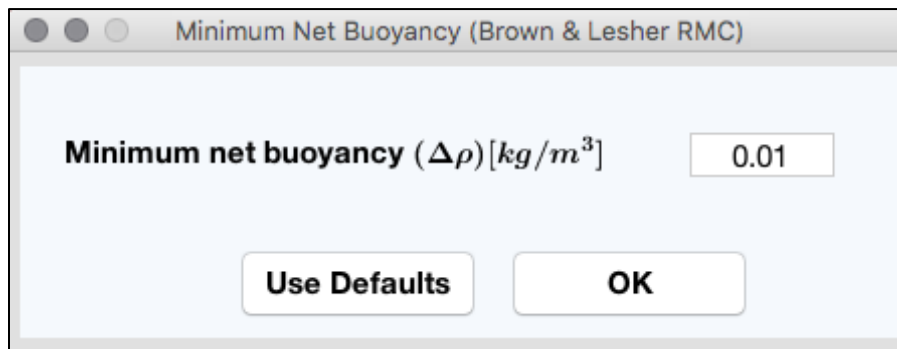 Minimum Net Buoyancy (Brown & Lesher RMC)
Minimum net buoyancy (Δρ)[kg/m³] 0.01
Use Defaults OK